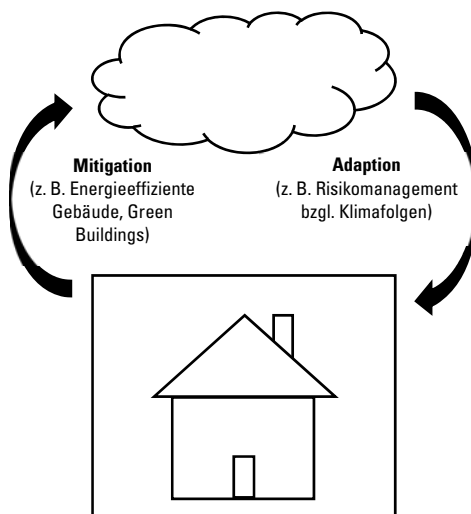 Mitigation
(z. B. Energieeffiziente
Gebäude, Green
Buildings)
Adaption
(z. B. Risikomanagement
bzgl. Klimafolgen)